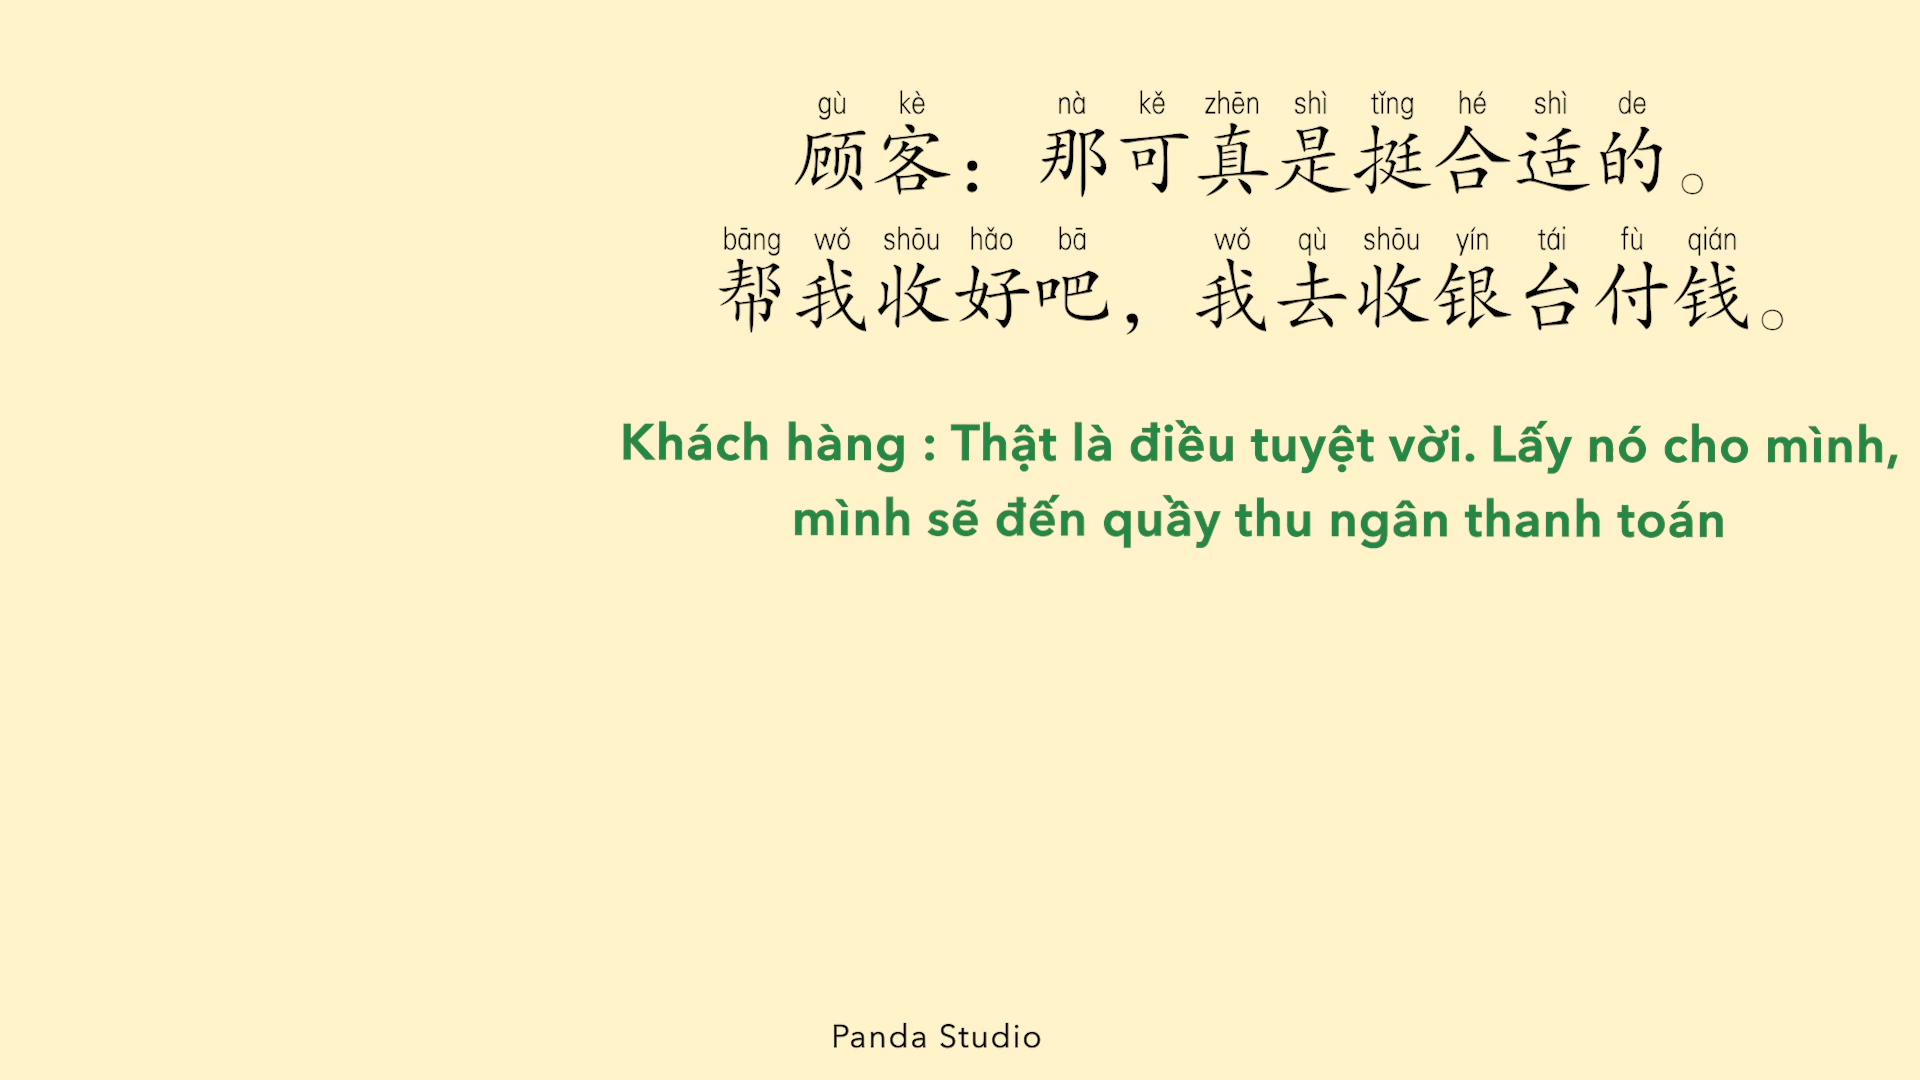 gù kè nà kě zhēn shì tǐng hé shì de
顾客：那可真是挺合适的。
bāng wǒ shōu hǎo bā wǒ qù shōu yín tái fù qián
帮我收好吧，我去收银台付钱。
Khách hàng : Thật là điều tuyệt vời. Lấy nó cho mình,
mình sẽ đến quầy thu ngân thanh toán
Panda Studio